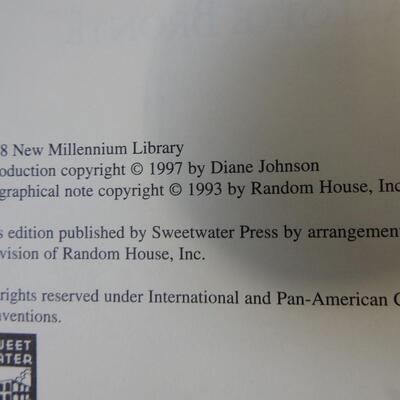 8 New Millennium Library
oduction copyright © 1997 by Diane Johnson
graphical note copyright © 1993 by Random House, Inc
s edition published by Sweetwater Press by arrangement
vision of Random House, Inc.
rights reserved under International and Pan-American C
ventions.
WEET
ATER